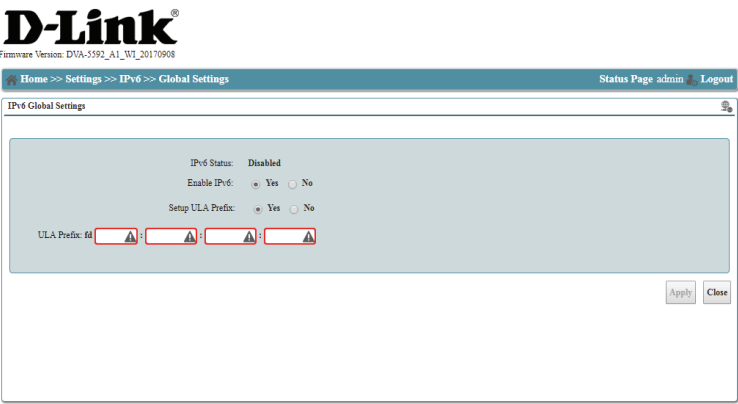 D-Link®
Firmware Version: DVA-5592_A1_WI_20170908
Home >> Settings >> IPv6 >> Global Settings Status Page admin Logout
IPv6 Global Settings
IPv6 Status: Disabled
Enable IPv6: Yes No
Setup ULA Prefix: Yes No
ULA Prefix: fd : : :
Apply Close